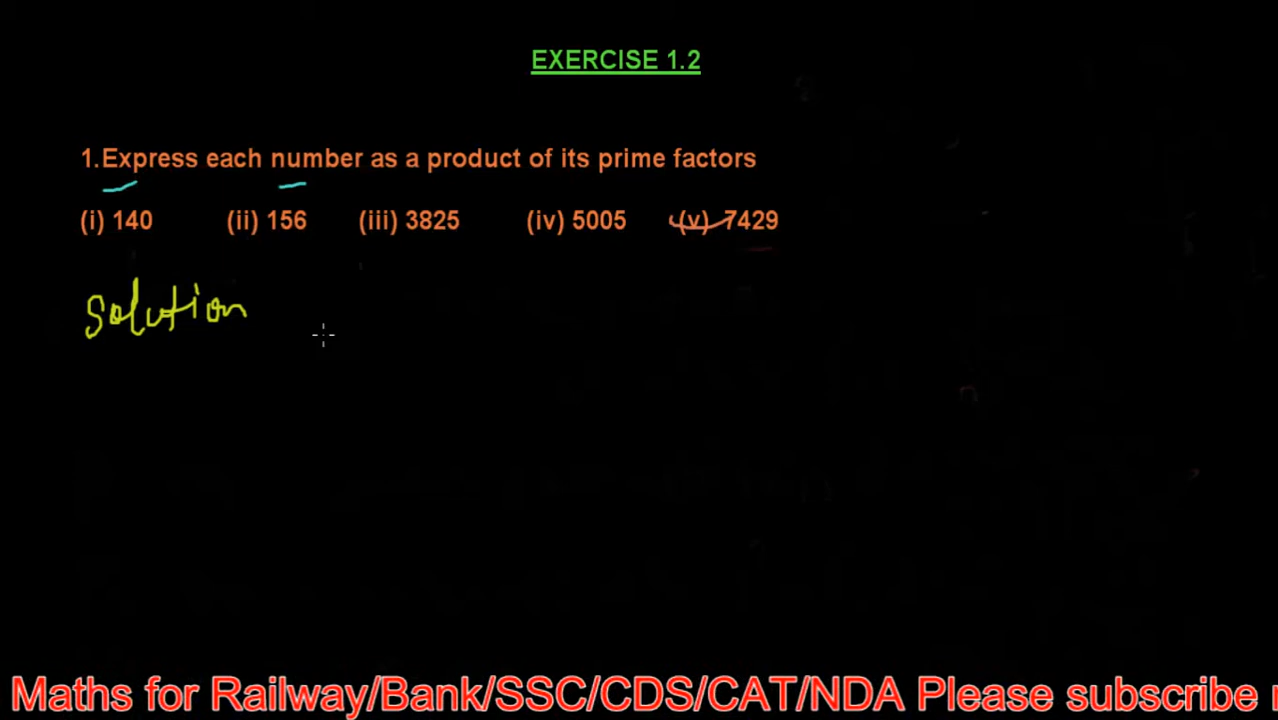 EXERCISE 1.2
1.Express each number as a product of its prime factors
(i) 140 (ii) 156 (iii) 3825 (iv) 5005 (v) 7429
Solution
Maths for Railway/Bank/SSC/CDS/CAT/NDA Please subscribe